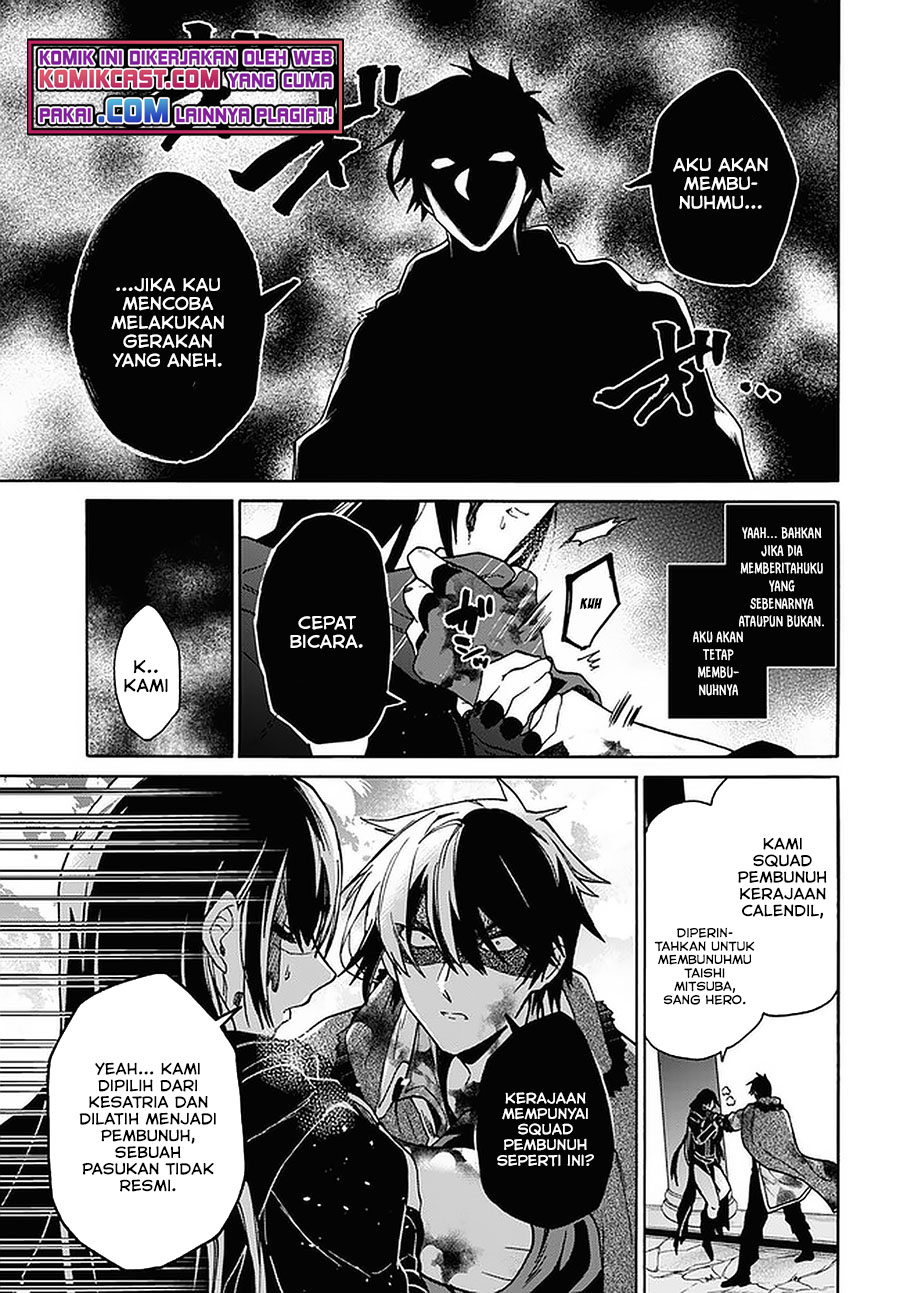 KOMIK INI DIKERJAKAN OLEH WEB
KOMIKCAST.COM YANG CUMA
PAKAI .COM LAINNYA PLAGIAT!
AKU AKAN
MEMBU-
NUHMU...
...JIKA KAU
MENCOBA
MELAKUKAN
GERAKAN
YANG ANEH.
ギ
ギ...
YAAH... BAHKAN
JIKA DIA
MEMBERITAHUKU
YANG
SEBENARNYA
ATAUPUN BUKAN.
AKU AKAN
TETAP
MEMBU-
NUHNYA
KUH
ギ
CEPAT
BICARA.
K..
KAMI
KAMI
SQUAD
PEMBUNUH
KERAJAAN
CALENDIL,
DIPERIN-
TAHKAN UNTUK
MEMBUNUHMU
TAISHI
MITSUBA,
SANG HERO.
KERAJAAN
MEMPUNYAI
SQUAD
PEMBUNUH
SEPERTI INI?
YEAH... KAMI
DIPILIH DARI
KESATRIA DAN
DILATIH MENJADI
PEMBUNUH,
SEBUAH
PASUKAN TIDAK
RESMI.